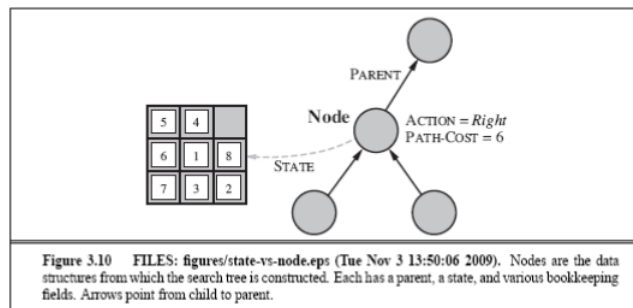 PARENT
Node
ACTION = Right
PATH-COST = 6
5 4
6 1 8
STATE
7 3 2
Figure 3.10 FILES: figures/state-vs-node.eps (Tue Nov 3 13:50:06 2009). Nodes are the data
structures from which the search tree is constructed. Each has a parent, a state, and various bookkeeping
fields. Arrows point from child to parent.